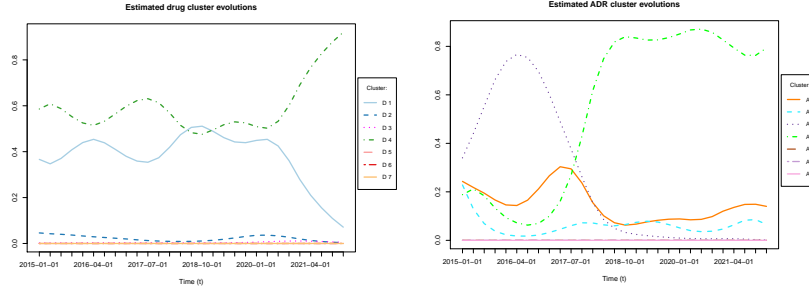 Estimated drug cluster evolutions
0.8
0.6
0.4
0.2
0.0
2015−01−01
2016−04−01
2017−07−01
2018−10−01
2020−01−01
2021−04−01
Time (t)
Cluster:
D 1
D 2
D 3
D 4
D 5
D 6
D 7
Estimated ADR cluster evolutions
0.8
0.6
0.4
0.2
0.0
2015−01−01
2016−04−01
2017−07−01
2018−10−01
2020−01−01
2021−04−01
Time (t)
Cluster
A
A
A
A
A
A
A